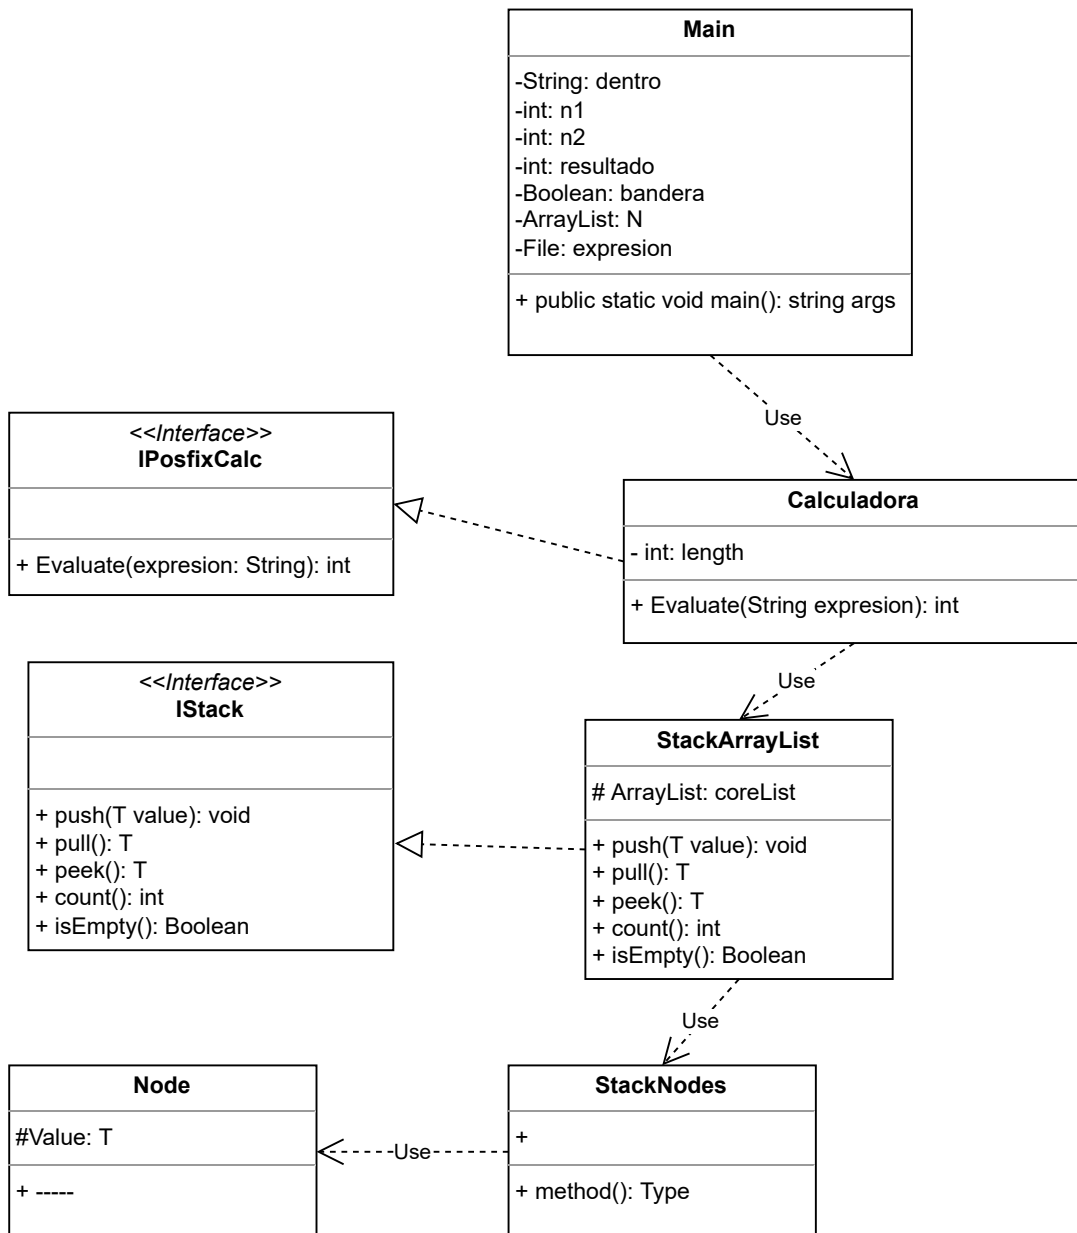 Main
-String: dentro
-int: n1
-int: n2
-int: resultado
-Boolean: bandera
-ArrayList: N
-File: expresion
+ public static void main(): string args
Use
<<Interface>>
IPosfixCalc
+ Evaluate(expresion: String): int
Calculadora
- int: length
+ Evaluate(String expresion): int
Use
<<Interface>>
IStack
+ push(T value): void
+ pull(): T
+ peek(): T
+ count(): int
+ isEmpty(): Boolean
StackArrayList
# ArrayList: coreList
+ push(T value): void
+ pull(): T
+ peek(): T
+ count(): int
+ isEmpty(): Boolean
Use
Node
#Value: T
+ -----
Use
StackNodes
+
+ method(): Type